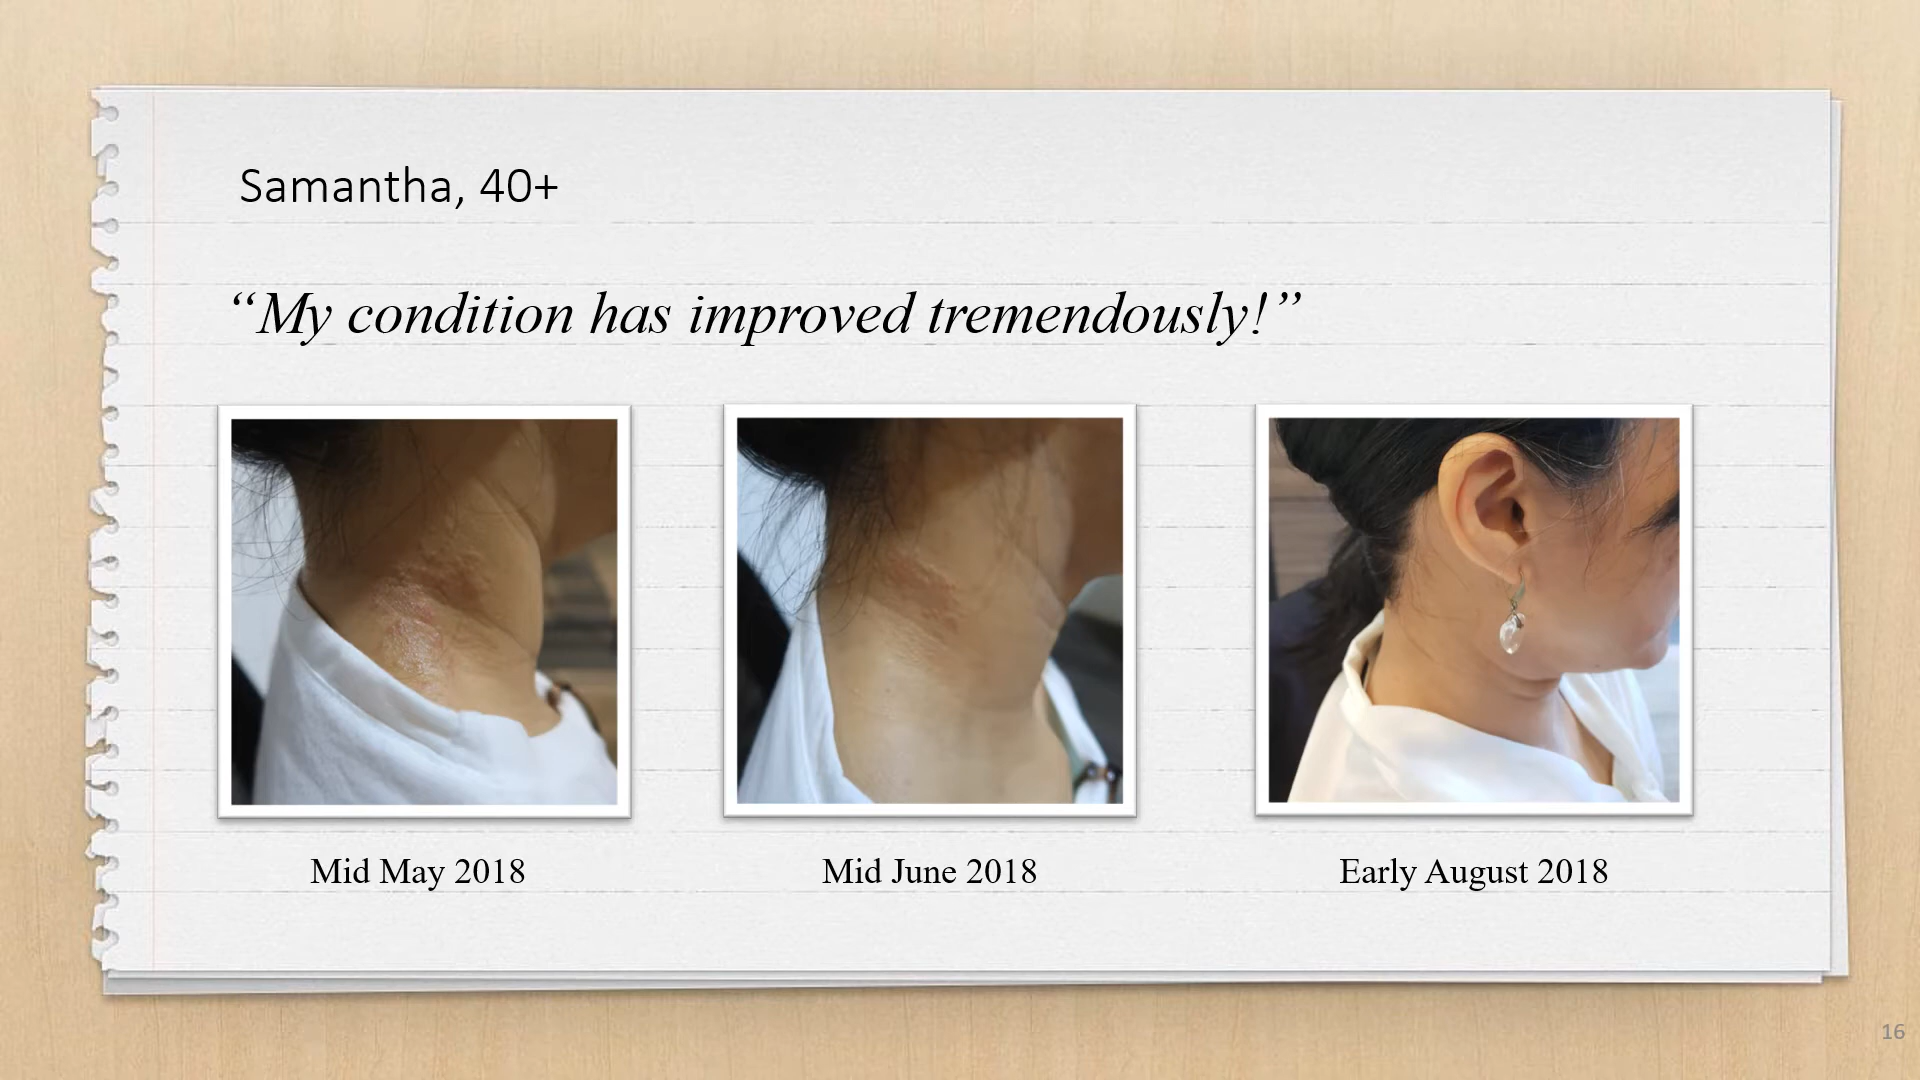 Samantha, 40+
“My condition has improved tremendously!”
Mid May 2018
Mid June 2018
Early August 2018
16